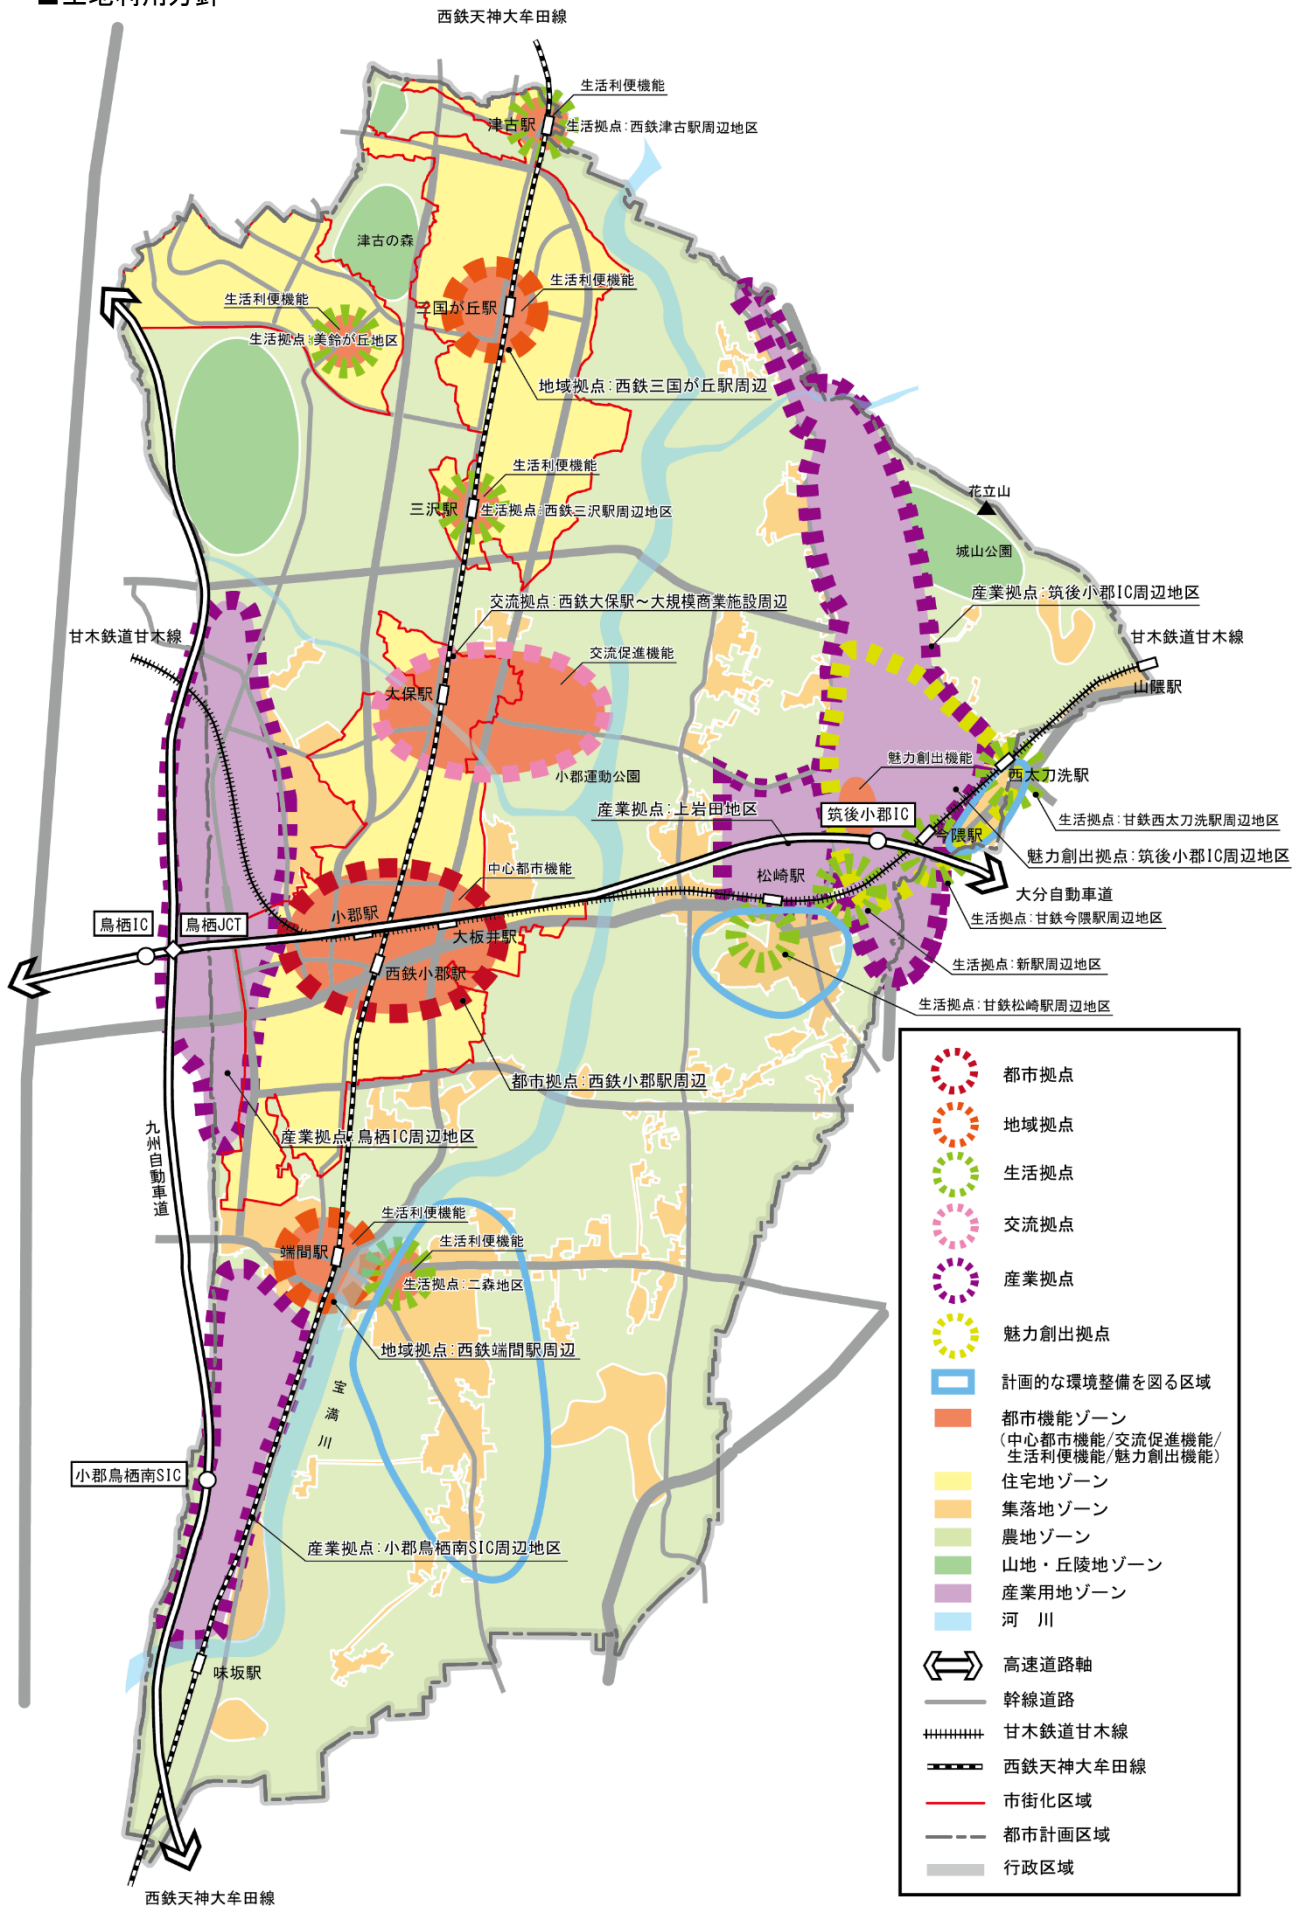 ■土地利用方針
西鉄天神大牟田線
生活利便機能
津古駅
生活拠点:西鉄津古駅周辺地区
津古の森
生活利便機能
三国が丘駅
生活利便機能
生活拠点:美鈴が丘地区
地域拠点:西鉄三国が丘駅周辺
生活利便機能
三沢駅
生活拠点:西鉄三沢駅周辺地区
花立山
城山公園
産業拠点:筑後小郡IC周辺地区
交流拠点:西鉄大保駅～大規模商業施設周辺
甘木鉄道甘木線
甘木鉄道甘木線
交流促進機能
山隈駅
大保駅
小郡運動公園
魅力創出機能
西太刀洗駅
産業拠点:上岩田地区
筑後小郡IC
生活拠点:甘鉄西太刀洗駅周辺地区
今隈駅
魅力創出拠点:筑後小郡IC周辺地区
中心都市機能
松崎駅
大分自動車道
小郡駅
鳥栖IC
鳥栖JCT
大板井駅
生活拠点:甘鉄今隈駅周辺地区
西鉄小郡駅
生活拠点:新駅周辺地区
生活拠点:甘鉄松崎駅周辺地区
都市拠点:西鉄小郡駅周辺
産業拠点:鳥栖IC周辺地区
九州自動車道
生活利便機能
端間駅
生活利便機能
生活拠点:二森地区
地域拠点:西鉄端間駅周辺
宝満川
小郡鳥栖南SIC
産業拠点:小郡鳥栖南SIC周辺地区
味坂駅
西鉄天神大牟田線
都市拠点
地域拠点
生活拠点
交流拠点
産業拠点
魅力創出拠点
計画的な環境整備を図る区域
都市機能ゾーン
(中心都市機能/交流促進機能/
生活利便機能/魅力創出機能)
住宅地ゾーン
集落地ゾーン
農地ゾーン
山地・丘陵地ゾーン
産業用地ゾーン
河 川
高速道路軸
幹線道路
甘木鉄道甘木線
西鉄天神大牟田線
市街化区域
都市計画区域
行政区域